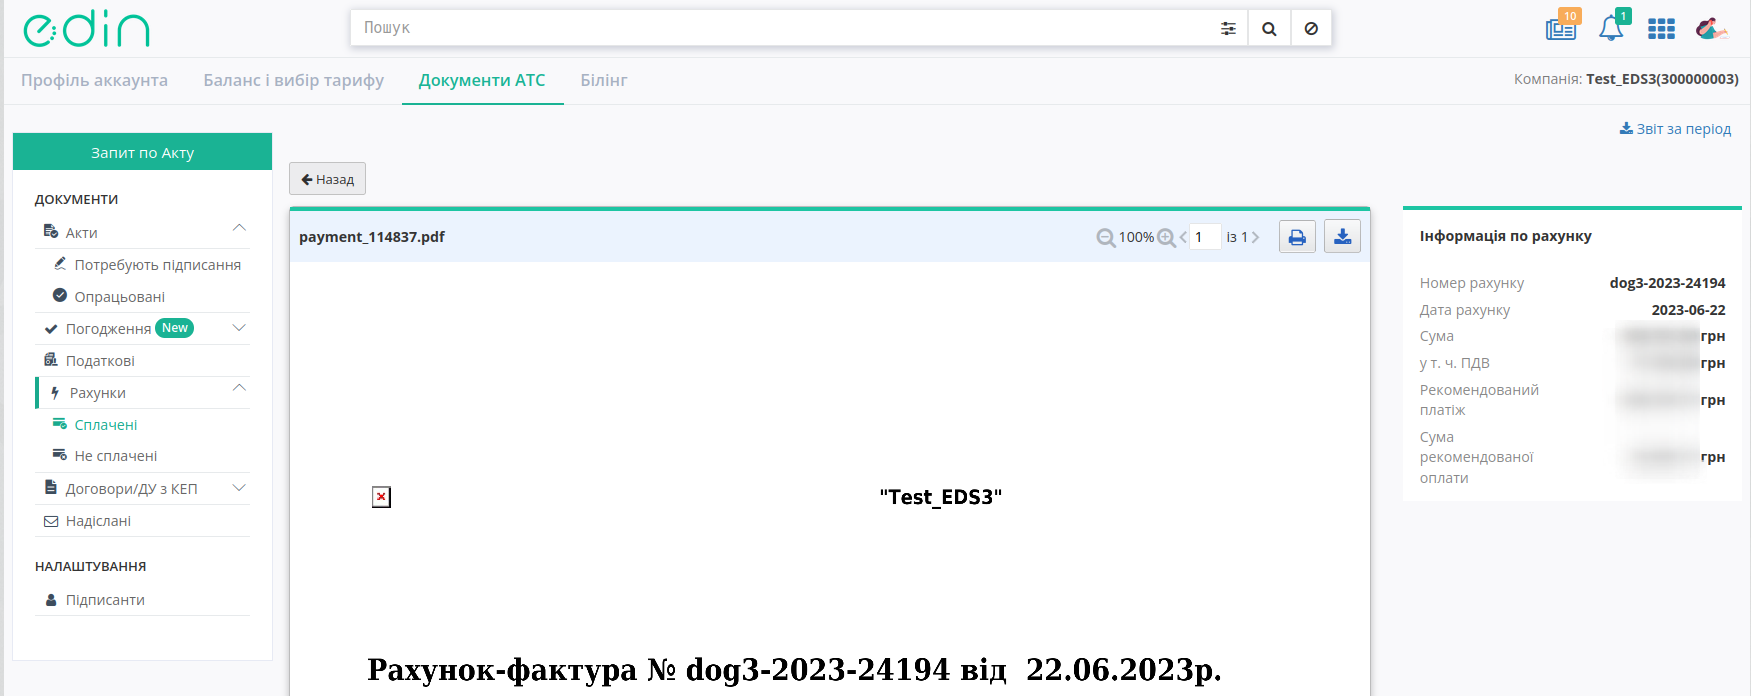 edin
Пошук
10
1
Профіль аккаунта
Баланс і вибір тарифу
Документи АТС
Білінг
Компанія: Test_EDS3(300000003)
Звіт за період
Запит по Акту
ДОКУМЕНТИ
Акти
Потребують підписання
Опрацьовані
Погодження New
Податкові
Рахунки
Сплачені
Не сплачені
Договори/ДУ з КЕП
Надіслані
НАЛАШТУВАННЯ
Підписанти
Назад
payment_114837.pdf
100%
1 із 1
"Test_EDS3"
Рахунок-фактура № dog3-2023-24194 від 22.06.2023р.
Інформація по рахунку
Номер рахунку dog3-2023-24194
Дата рахунку 2023-06-22
Сума грн
у т. ч. ПДВ грн
Рекомендований
платіж грн
Сума
рекомендованої грн
оплати